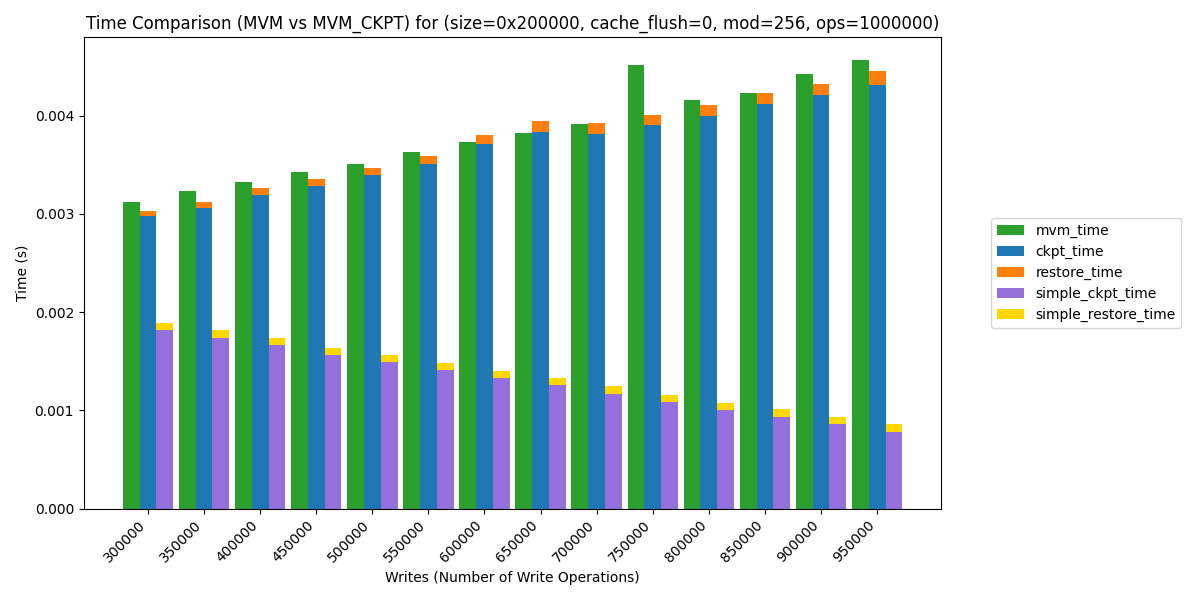 Time Comparison (MVM vs MVM_CKPT) for (size=0x200000, cache_flush=0, mod=256, ops=1000000)
Time (s)
0.004
0.003
0.002
0.001
0.000
300000
350000
400000
450000
500000
550000
600000
650000
700000
750000
800000
850000
900000
950000
Writes (Number of Write Operations)
mvm_time
ckpt_time
restore_time
simple_ckpt_time
simple_restore_time